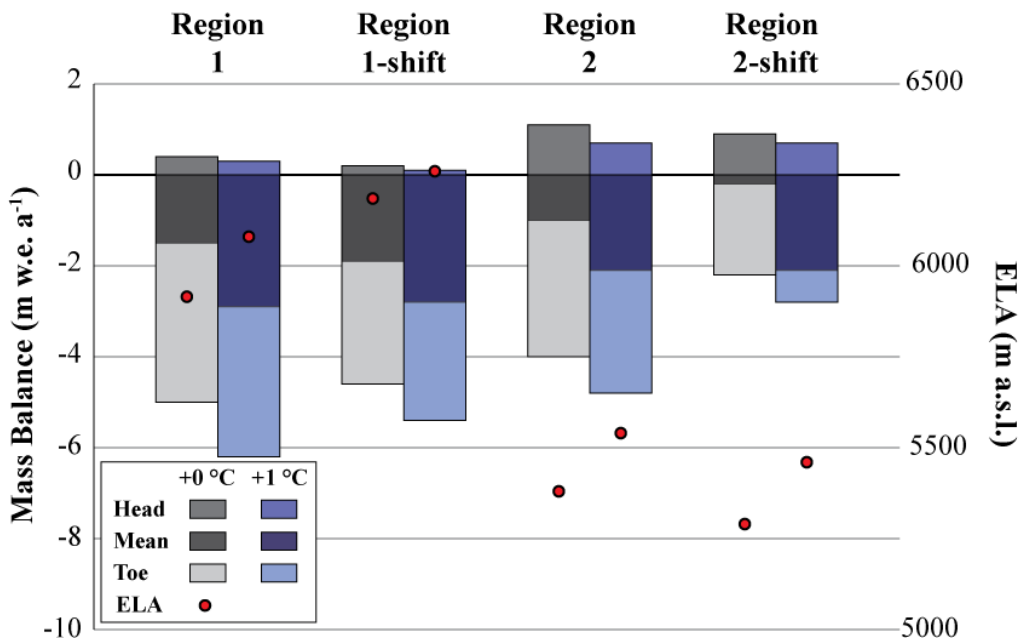 Region 1
Region 1-shift
Region 2
Region 2-shift
2
0
-2
-4
-6
-8
-10
Mass Balance (m w.e. a⁻¹)
6500
6000
5500
5000
ELA (m a.s.l.)
+0 °C +1 °C
Head
Mean
Toe
ELA